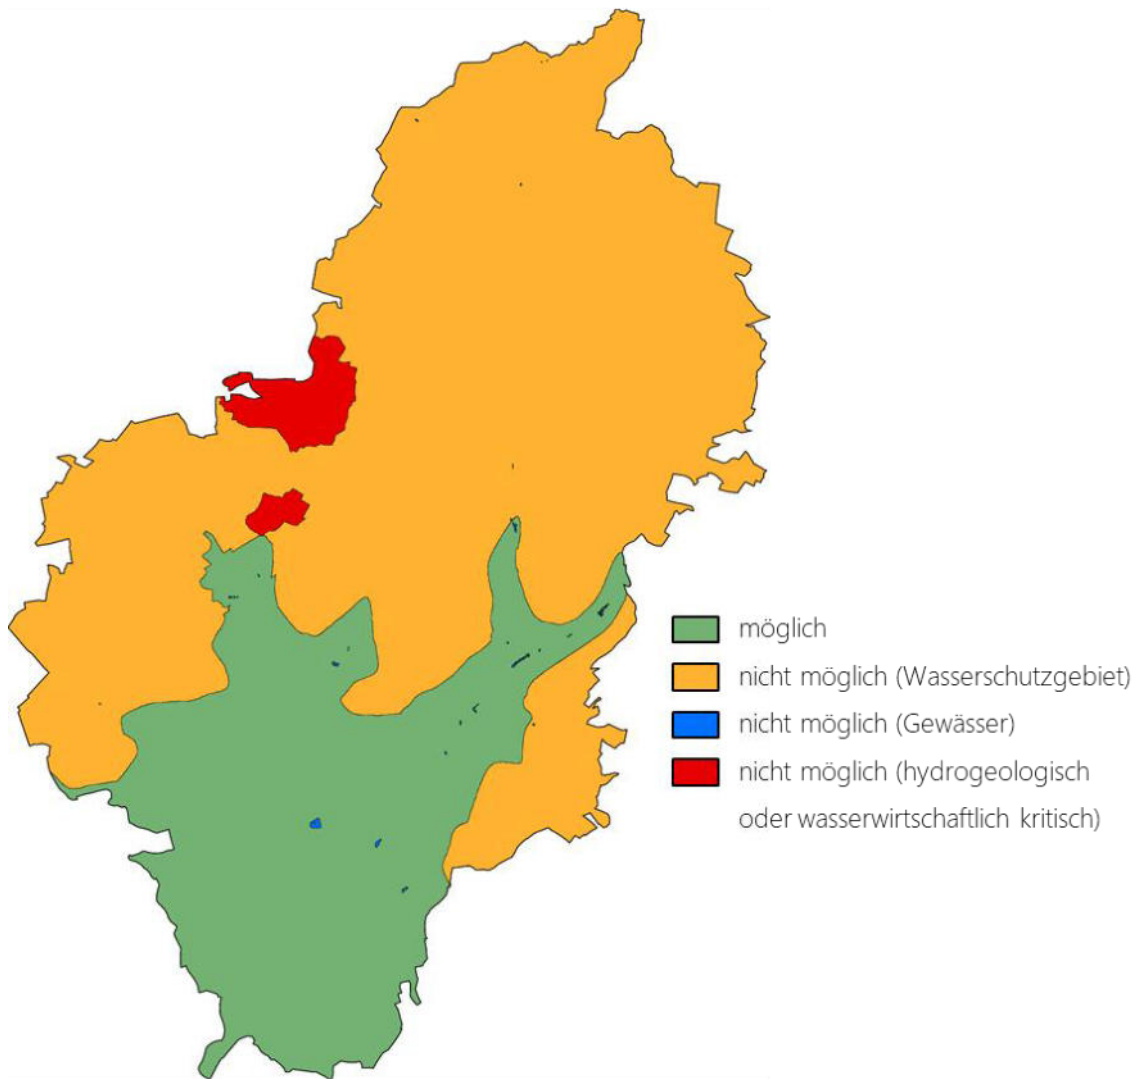 möglich
nicht möglich (Wasserschutzgebiet)
nicht möglich (Gewässer)
nicht möglich (hydrogeologisch
oder wasserwirtschaftlich kritisch)